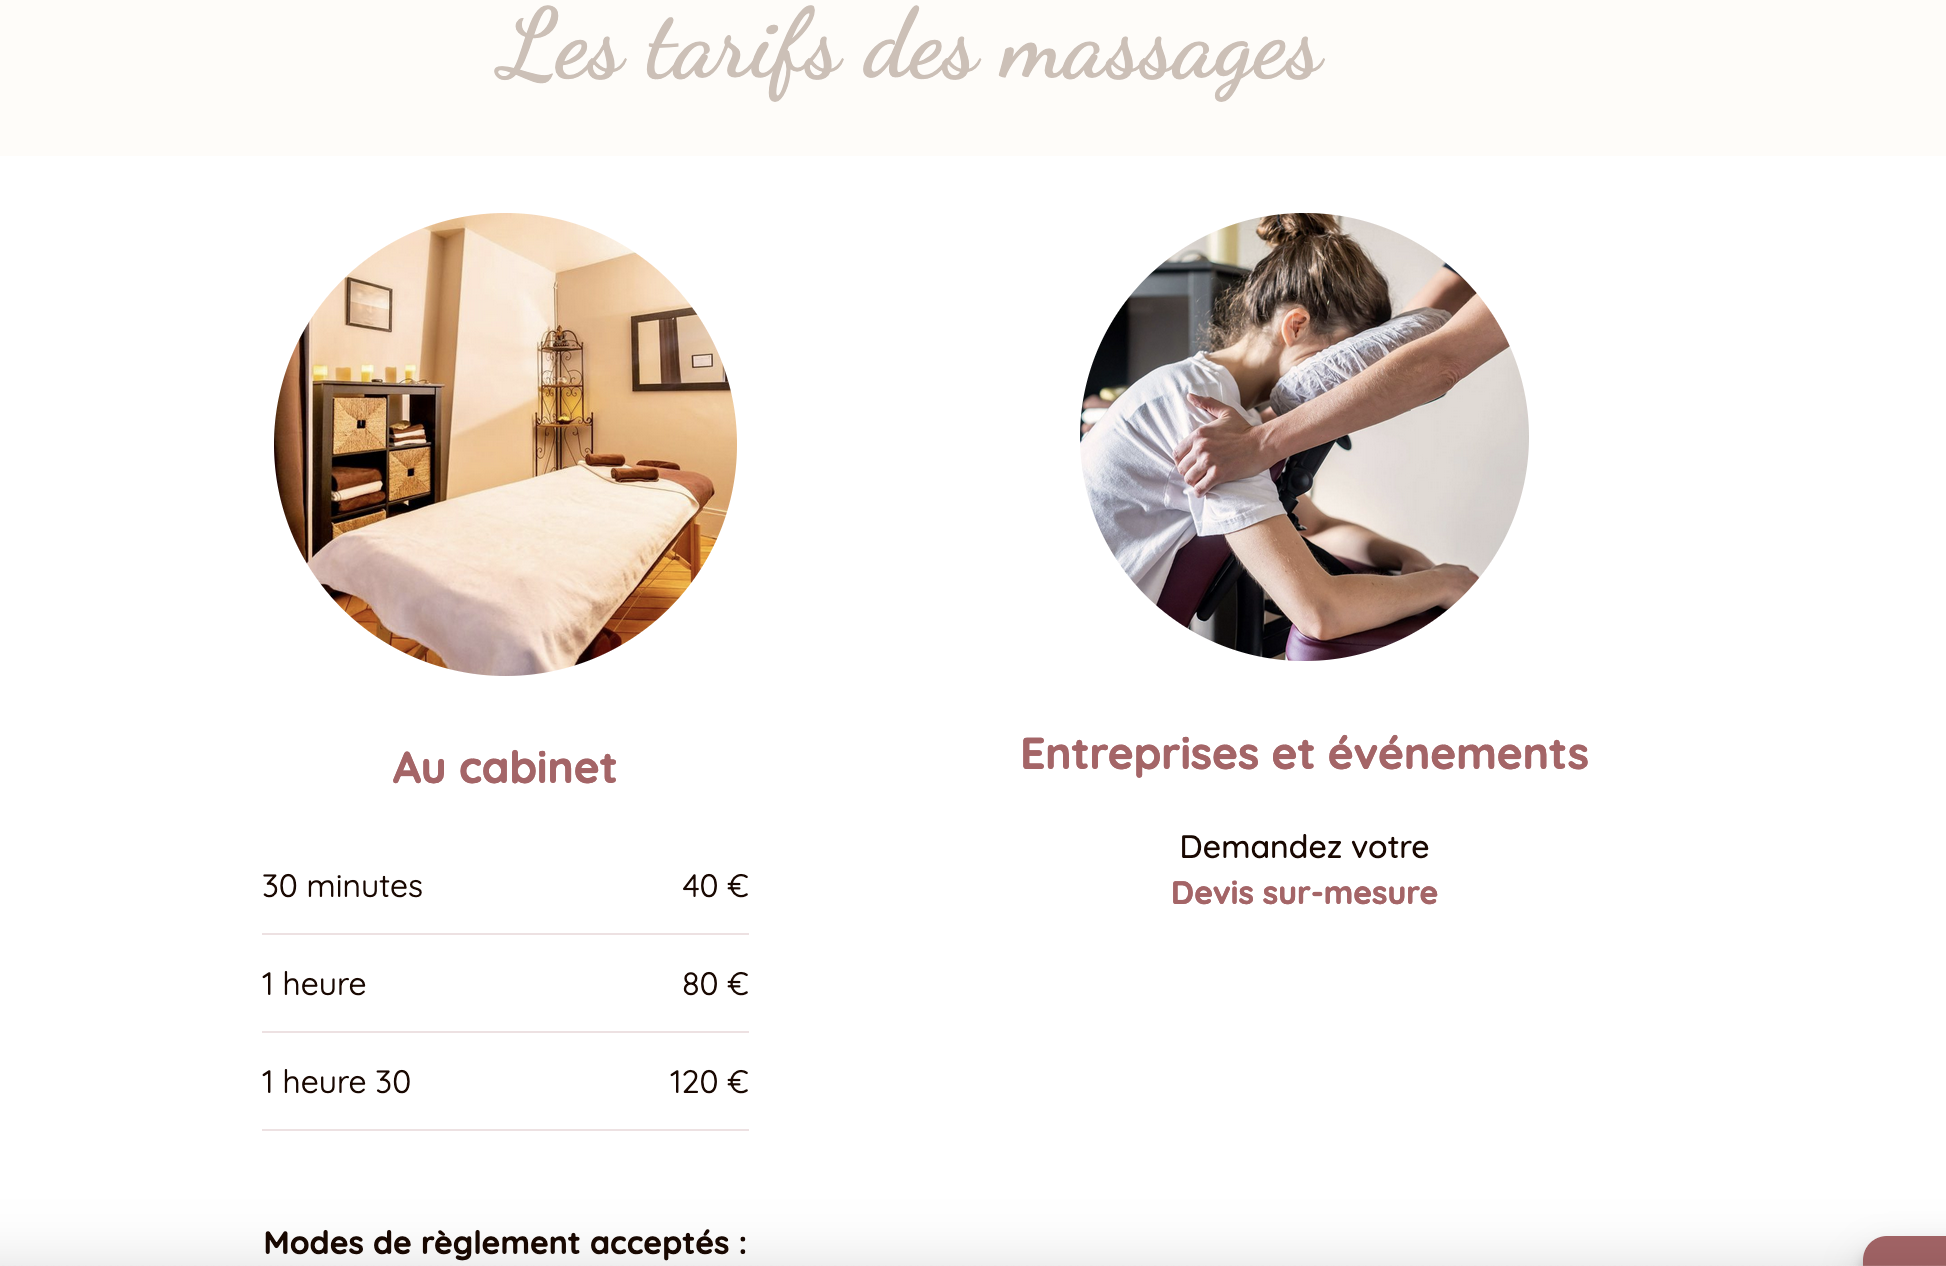 Les tarifs des massages
Au cabinet
30 minutes 40 €
1 heure 80 €
1 heure 30 120 €
Modes de règlement acceptés :
Entreprises et événements
Demandez votre
Devis sur-mesure